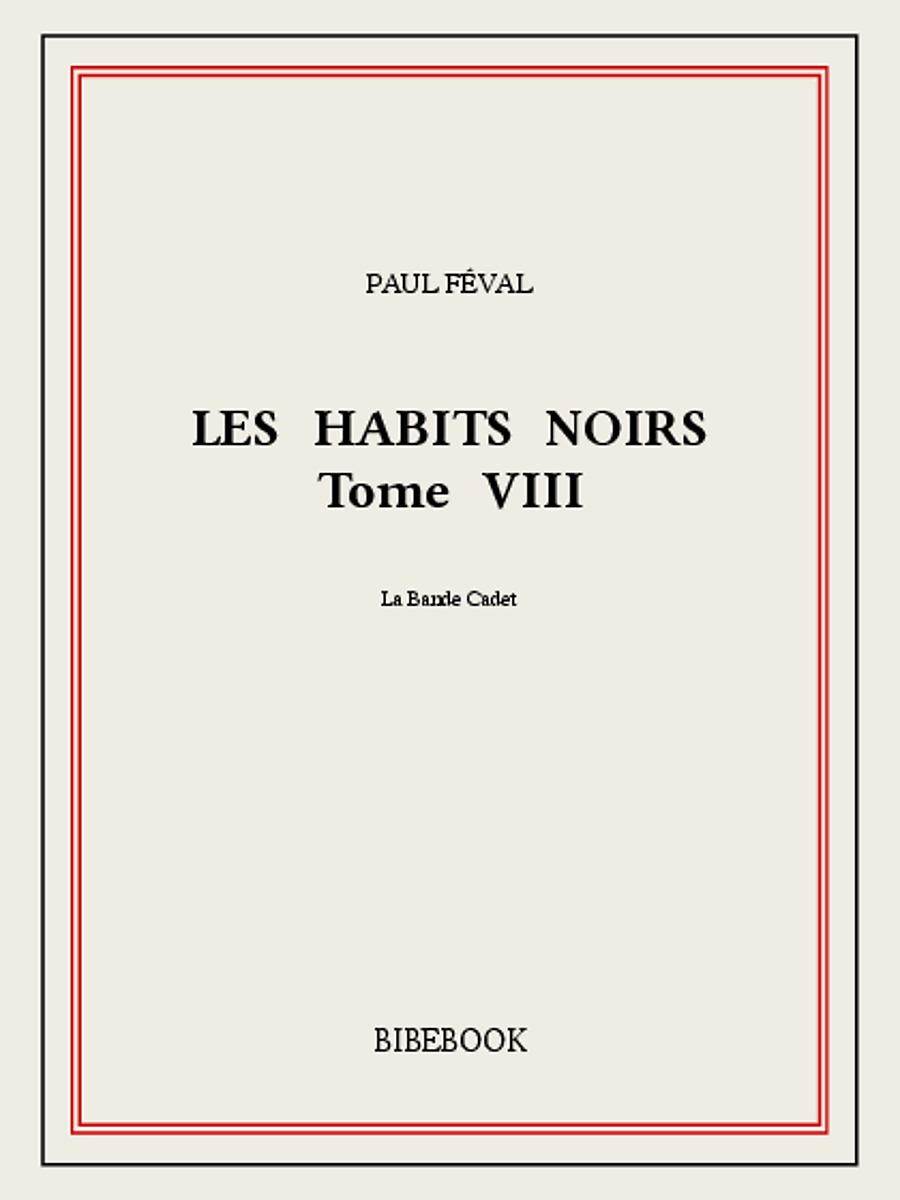 PAUL FÉVAL
LES HABITS NOIRS
Tome VIII
La Bande Cadet
BIBEBOOK